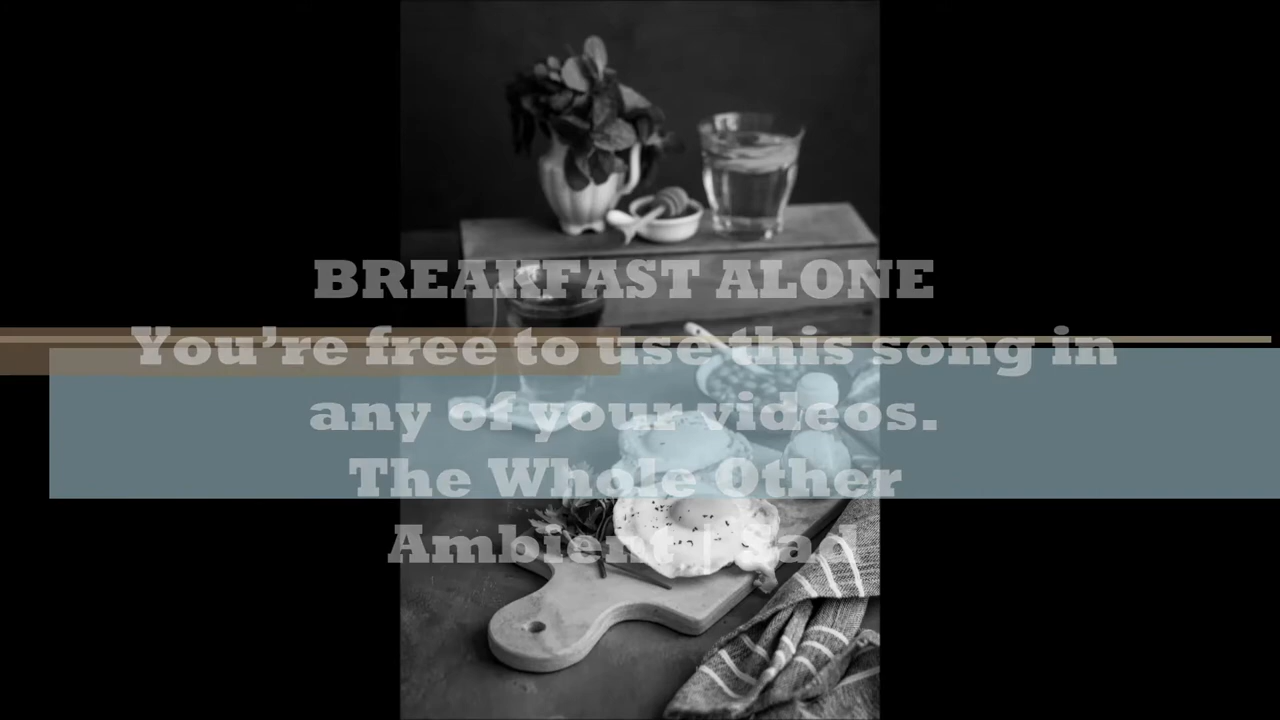 BREAKFAST ALONE
You’re free to use this song in
any of your videos.
The Whole Other
Ambient | Sad